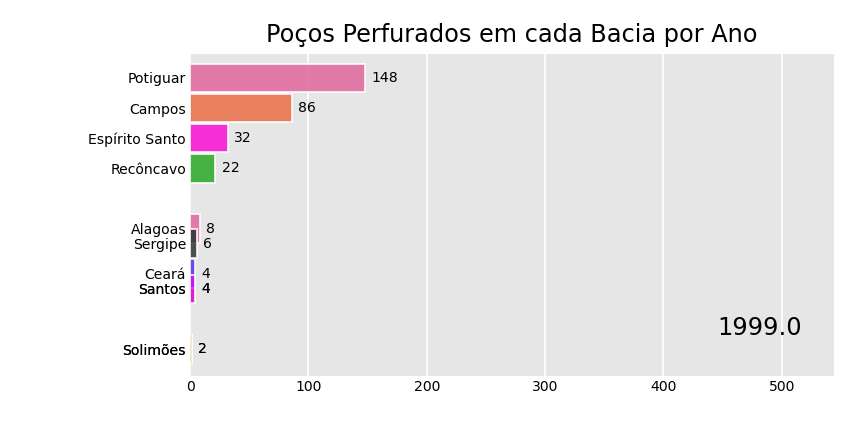 Poços Perfurados em cada Bacia por Ano
Potiguar 148
Campos 86
Espírito Santo 32
Recôncavo 22
Alagoas 8
Sergipe 6
Ceará 4
Santos 4
1999.0
Solimões 2
0 100 200 300 400 500